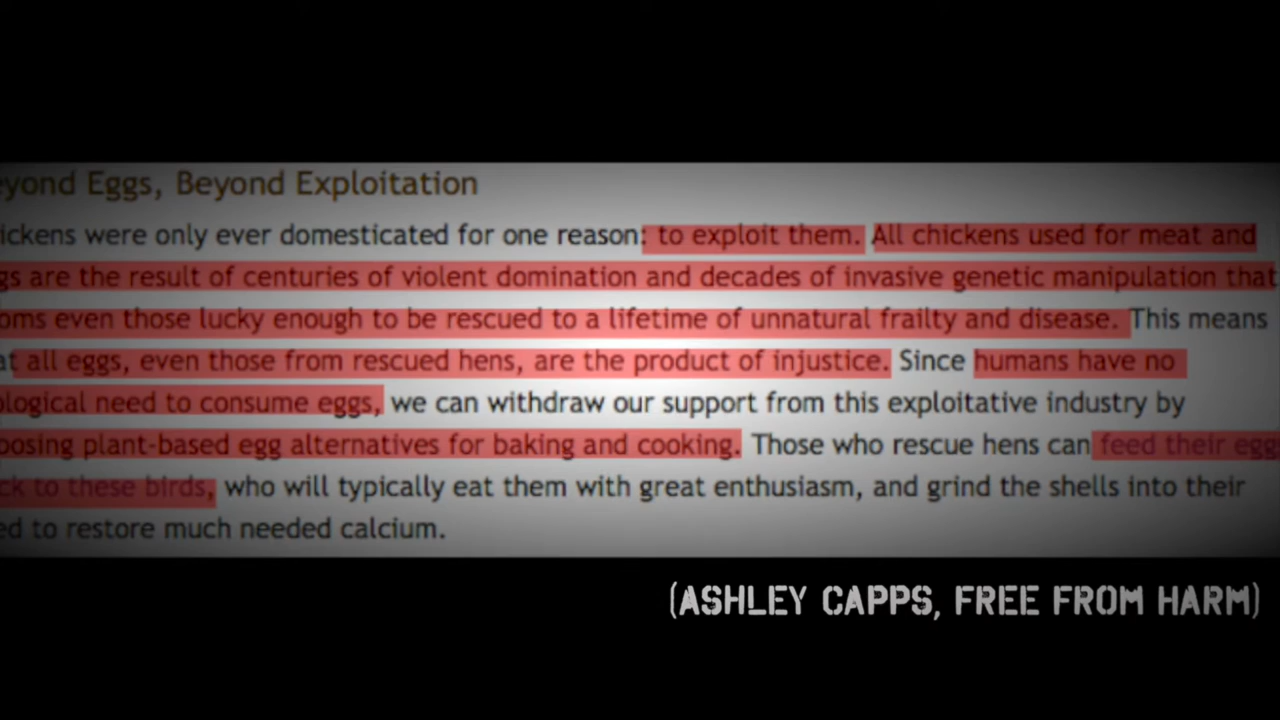 eyond Eggs, Beyond Exploitation
ickens were only ever domesticated for one reason: to exploit them. All chickens used for meat and
gs are the result of centuries of violent domination and decades of invasive genetic manipulation that
oms even those lucky enough to be rescued to a lifetime of unnatural frailty and disease. This means
at all eggs, even those from rescued hens, are the product of injustice. Since humans have no
ological need to consume eggs, we can withdraw our support from this exploitative industry by
oosing plant-based egg alternatives for baking and cooking. Those who rescue hens can feed their egg
ck to these birds, who will typically eat them with great enthusiasm, and grind the shells into their
ed to restore much needed calcium.
(ASHLEY CAPPS, FREE FROM HARM)